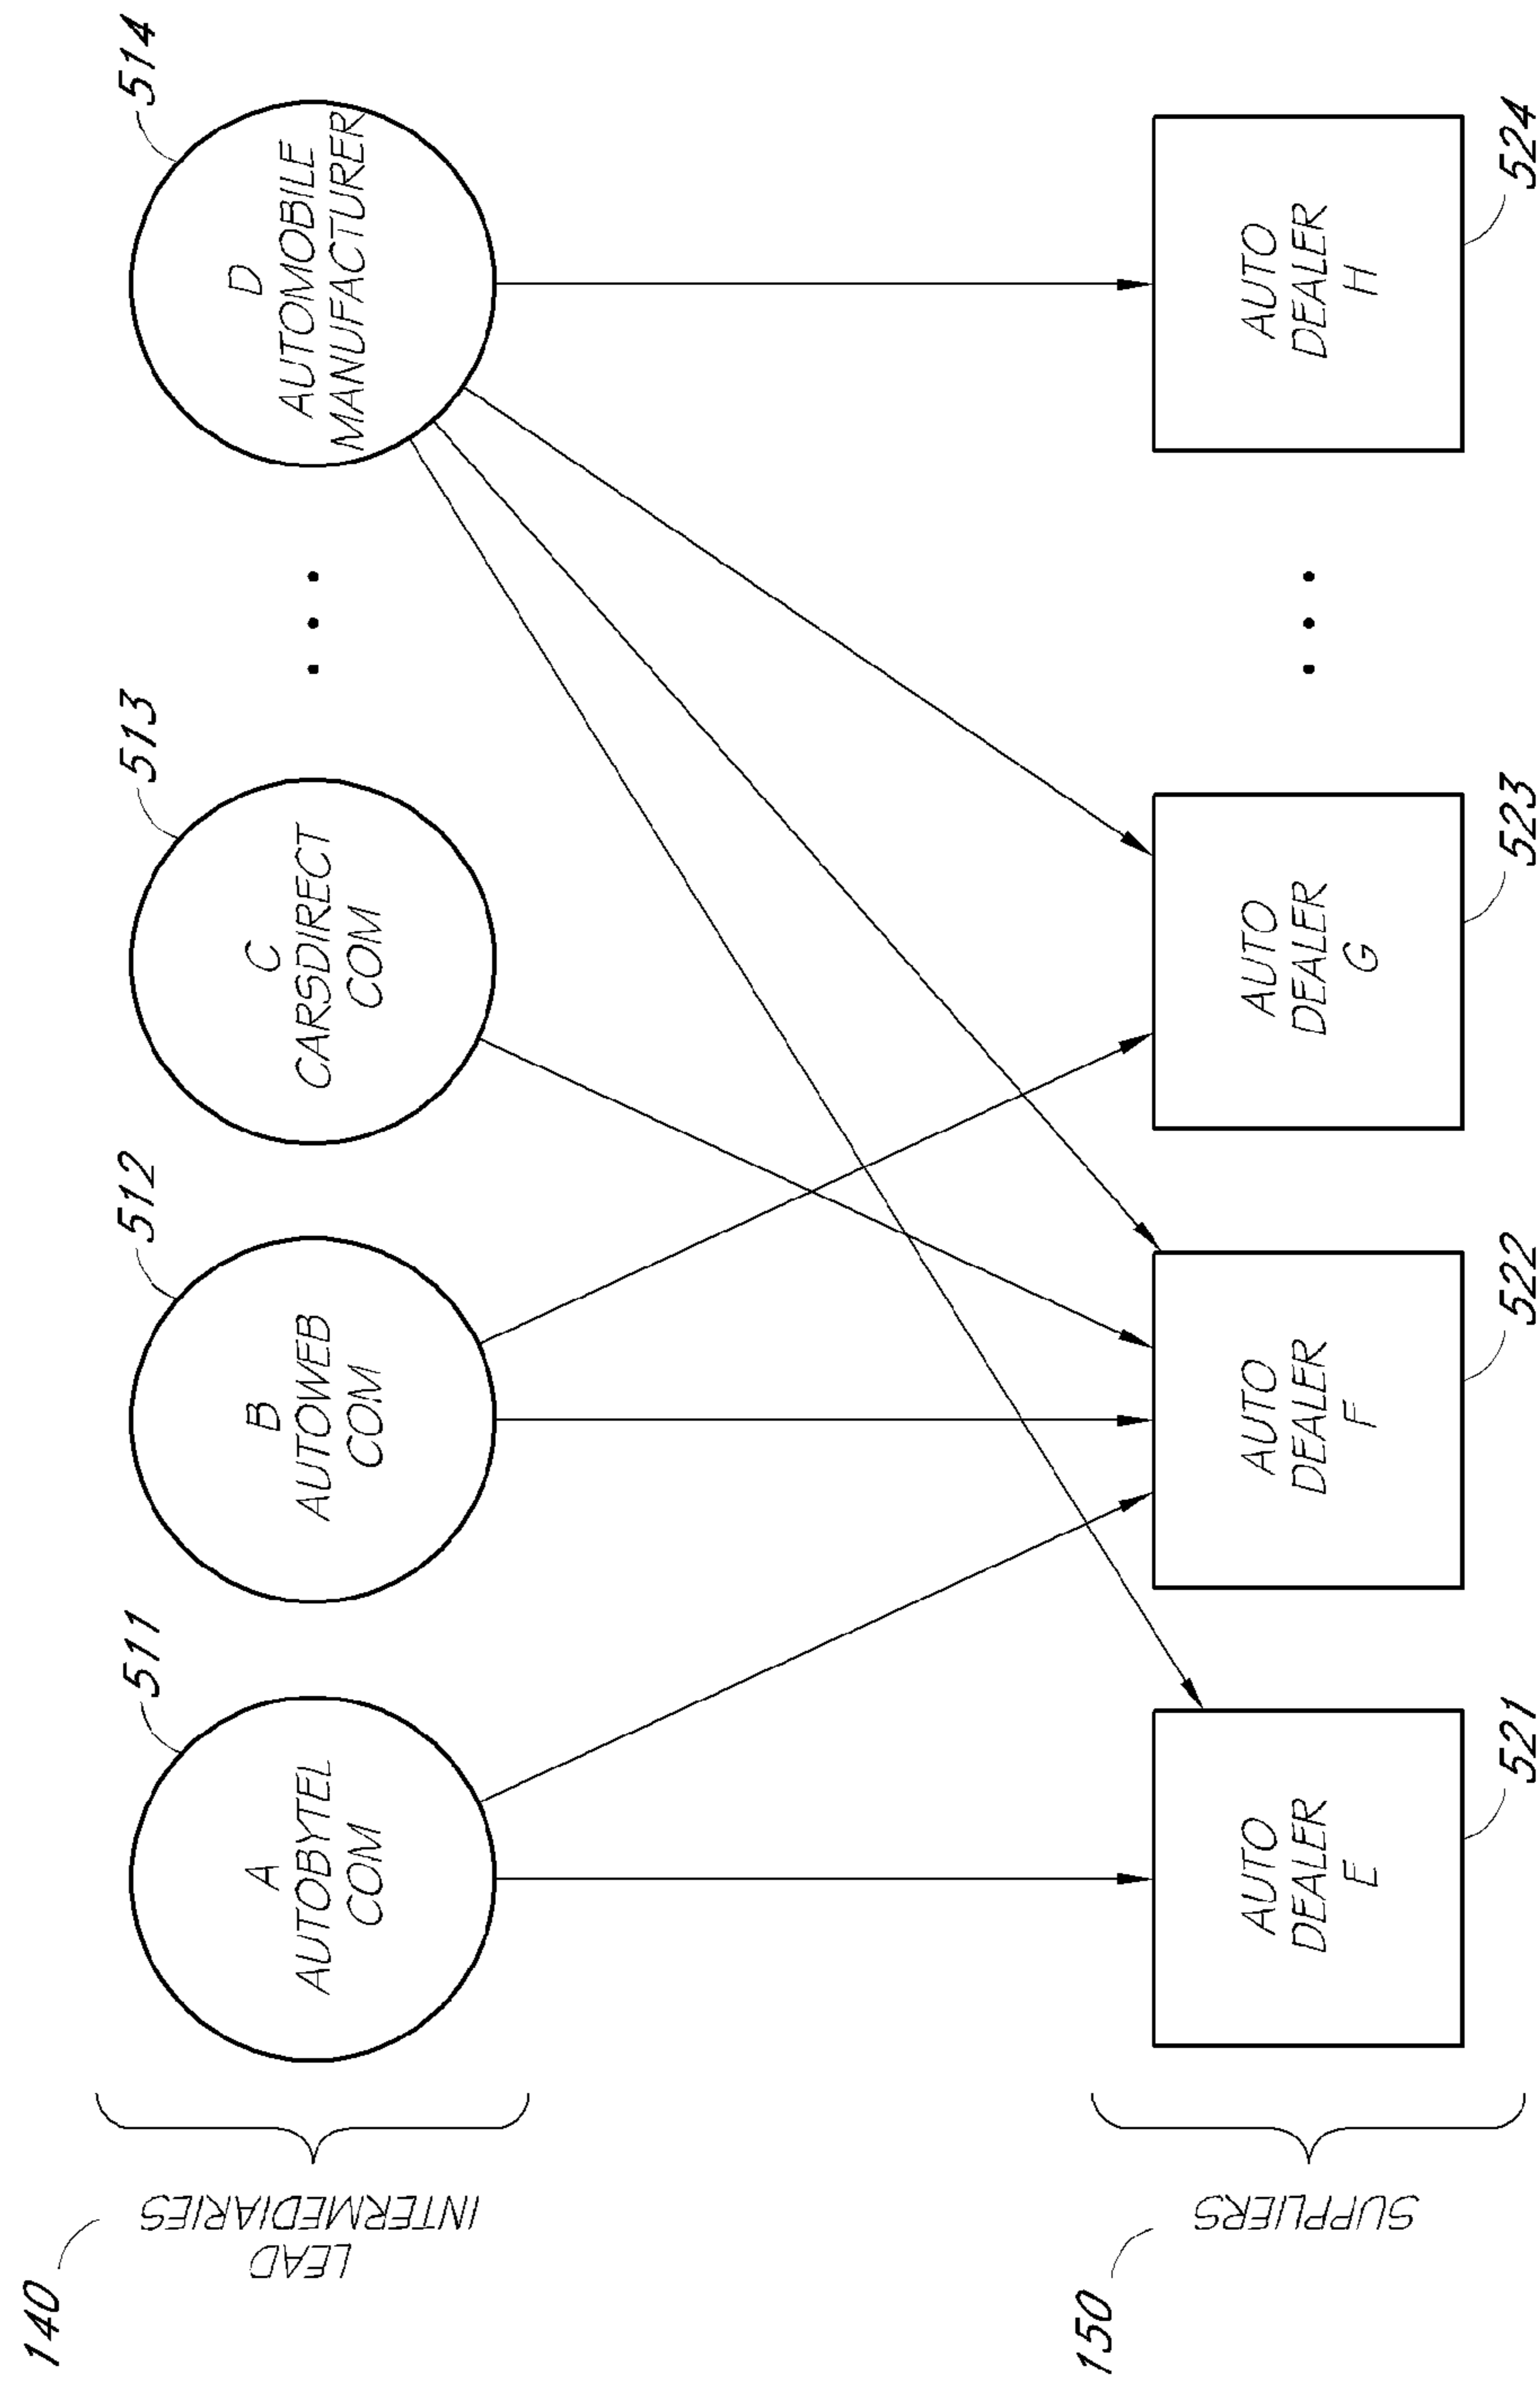 140
LEAD
INTERMEDIARIES
511
A
AUTOBYTEL
COM
512
B
AUTOWEB
COM
513
C
CARSDIRECT
COM
514
D
AUTOMOBILE
MANUFACTURER
150
SUPPLIERS
AUTO
DEALER
E
521
AUTO
DEALER
F
522
AUTO
DEALER
G
523
AUTO
DEALER
H
524